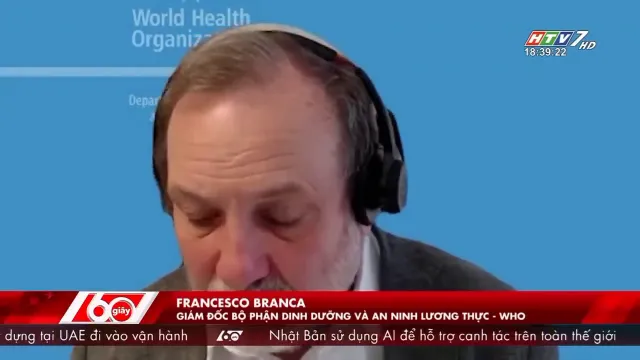 World Health
Organiza
Depar
HTV7 HD
18:39:22
60 giây
FRANCESCO BRANCA
GIÁM ĐỐC BỘ PHẬN DINH DƯỠNG VÀ AN NINH LƯƠNG THỰC - WHO
dựng tại UAE đi vào vận hành Nhật Bản sử dụng AI để hỗ trợ canh tác trên toàn thế giới